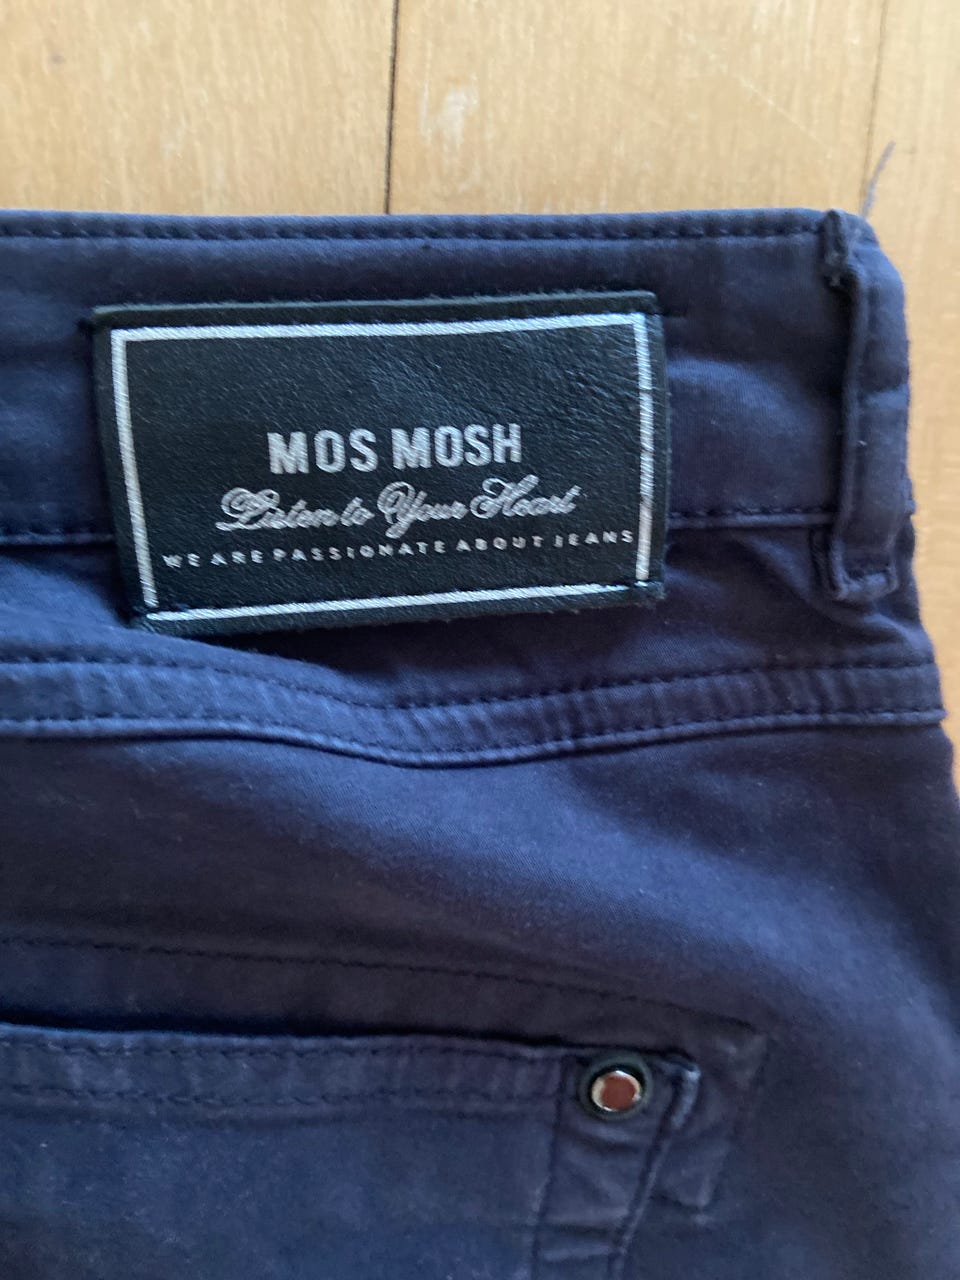 MOS MOSH
Listen to Your Heart
WE ARE PASSIONATE ABOUT JEANS